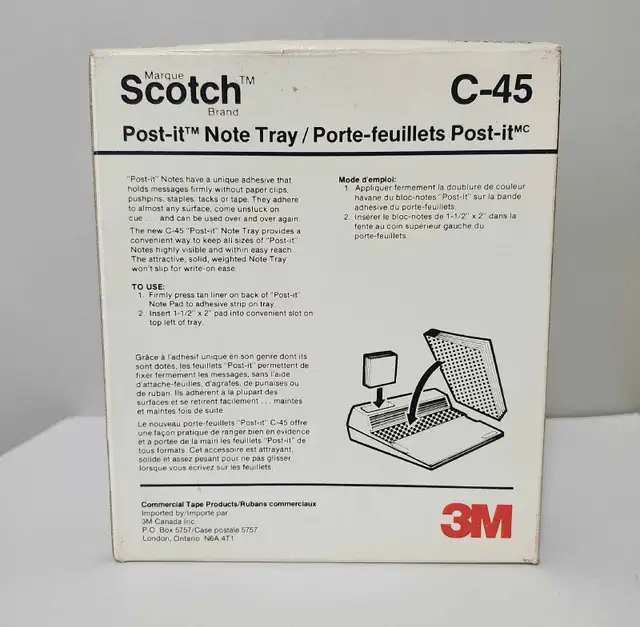 Marque
Scotch™
Brand
C-45
Post-it™ Note Tray / Porte-feuillets Post-itMC
"Post-it" Notes have a unique adhesive that
holds messages firmly without paper clips,
pushpins, staples, tacks or tape. They adhere
to almost any surface, come unstuck on
cue . . . and can be used over and over again.
The new C-45 "Post-it" Note Tray provides a
convenient way to keep all sizes of "Post-it"
Notes highly visible and within easy reach.
The attractive, solid, weighted Note Tray
won't slip for write-on ease.
TO USE:
1. Firmly press tan liner on back of "Post-it"
Note Pad to adhesive strip on tray.
2. Insert 1-1/2" x 2" pad into convenient slot on
top left of tray.
Mode d'emploi:
1. Appliquer fermement la doublure de couleur
havane du bloc-notes "Post-It" sur la bande
adhesive du porte-feuillets.
2. Insérer le bloc-notes de 1-1/2" x 2" dans la
fente au coin supérieur gauche du
porte-feuillets.
Grâce à l'adhésif unique en son genre dont ils
sont dotés, les feuillets "Post-it" permettent de
fixer fermement les messages, sans l'aide
d'attache-feuilles, d'agrafes, de punaises ou
de ruban. Ils adhèrent à la plupart des
surfaces et se retirent facilement . . . maintes
et maintes fois de suite.
Le nouveau porte-feuillets "Post-it" C-45 offre
une façon pratique de ranger bien en évidence
et a portée de la main les feuillets "Post-it" de
tous formats. Cet accessoire est attrayant,
solide et assez pesant pour ne pas glisser
lorsque vous écrivez sur les feuillets.
Commercial Tape Products/Rubans commerciaux
Imported by/Importé par
3M Canada Inc.
P.O. Box 5757/Case postale 5757
London, Ontario N6A 4T1
3M